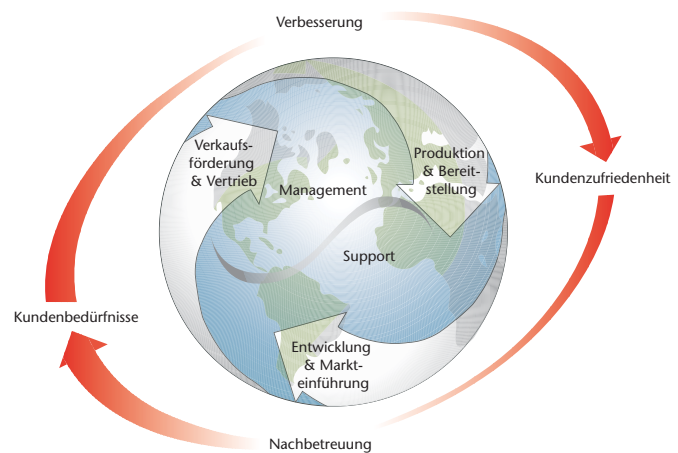 Verbesserung
Verkaufs-
förderung
& Vertrieb
Produktion
& Bereit-
stellung
Management
Kundenzufriedenheit
Support
Kundenbedürfnisse
Entwicklung
& Markt-
einführung
Nachbetreuung